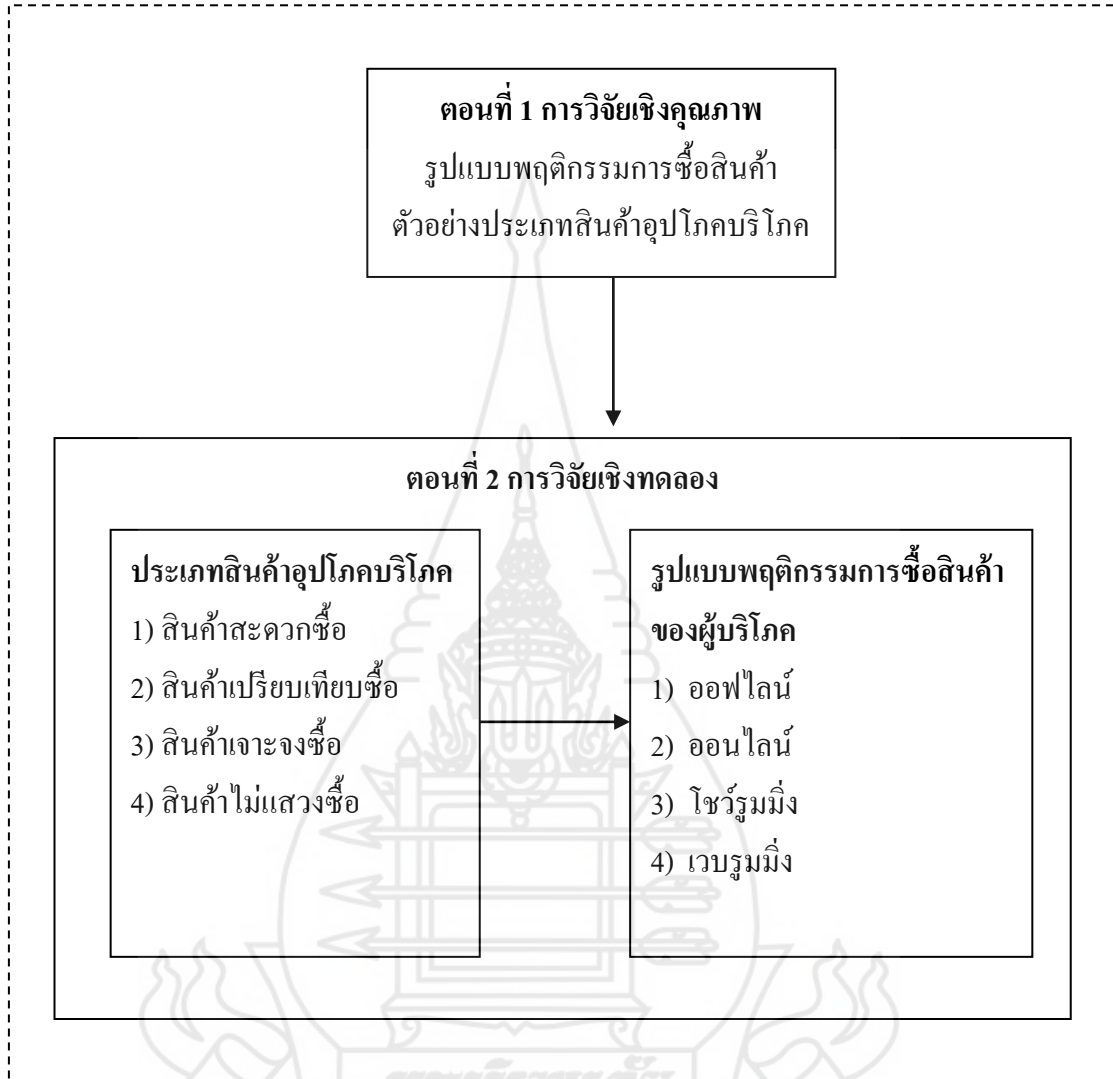 ตอนที่ 1 การวิจัยเชิงคุณภาพ
รูปแบบพฤติกรรมการซื้อสินค้า
ตัวอย่างประเภทสินค้าอุปโภคบริโภค
ตอนที่ 2 การวิจัยเชิงทดลอง
ประเภทสินค้าอุปโภคบริโภค
1) สินค้าสะดวกซื้อ
2) สินค้าเปรียบเทียบซื้อ
3) สินค้าเจาะจงซื้อ
4) สินค้าไม่แสวงซื้อ
รูปแบบพฤติกรรมการซื้อสินค้า
ของผู้บริโภค
1) ออฟไลน์
2) ออนไลน์
3) โชว์รูมมิ่ง
4) เวบรูมมิ่ง